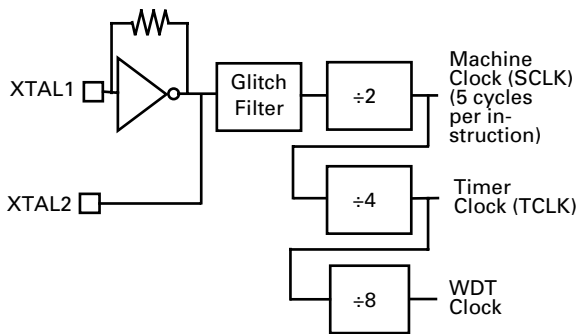 XTAL1
XTAL2
Glitch
Filter
÷2
Machine
Clock (SCLK)
(5 cycles
per in-
struction)
÷4
Timer
Clock (TCLK)
÷8
WDT
Clock